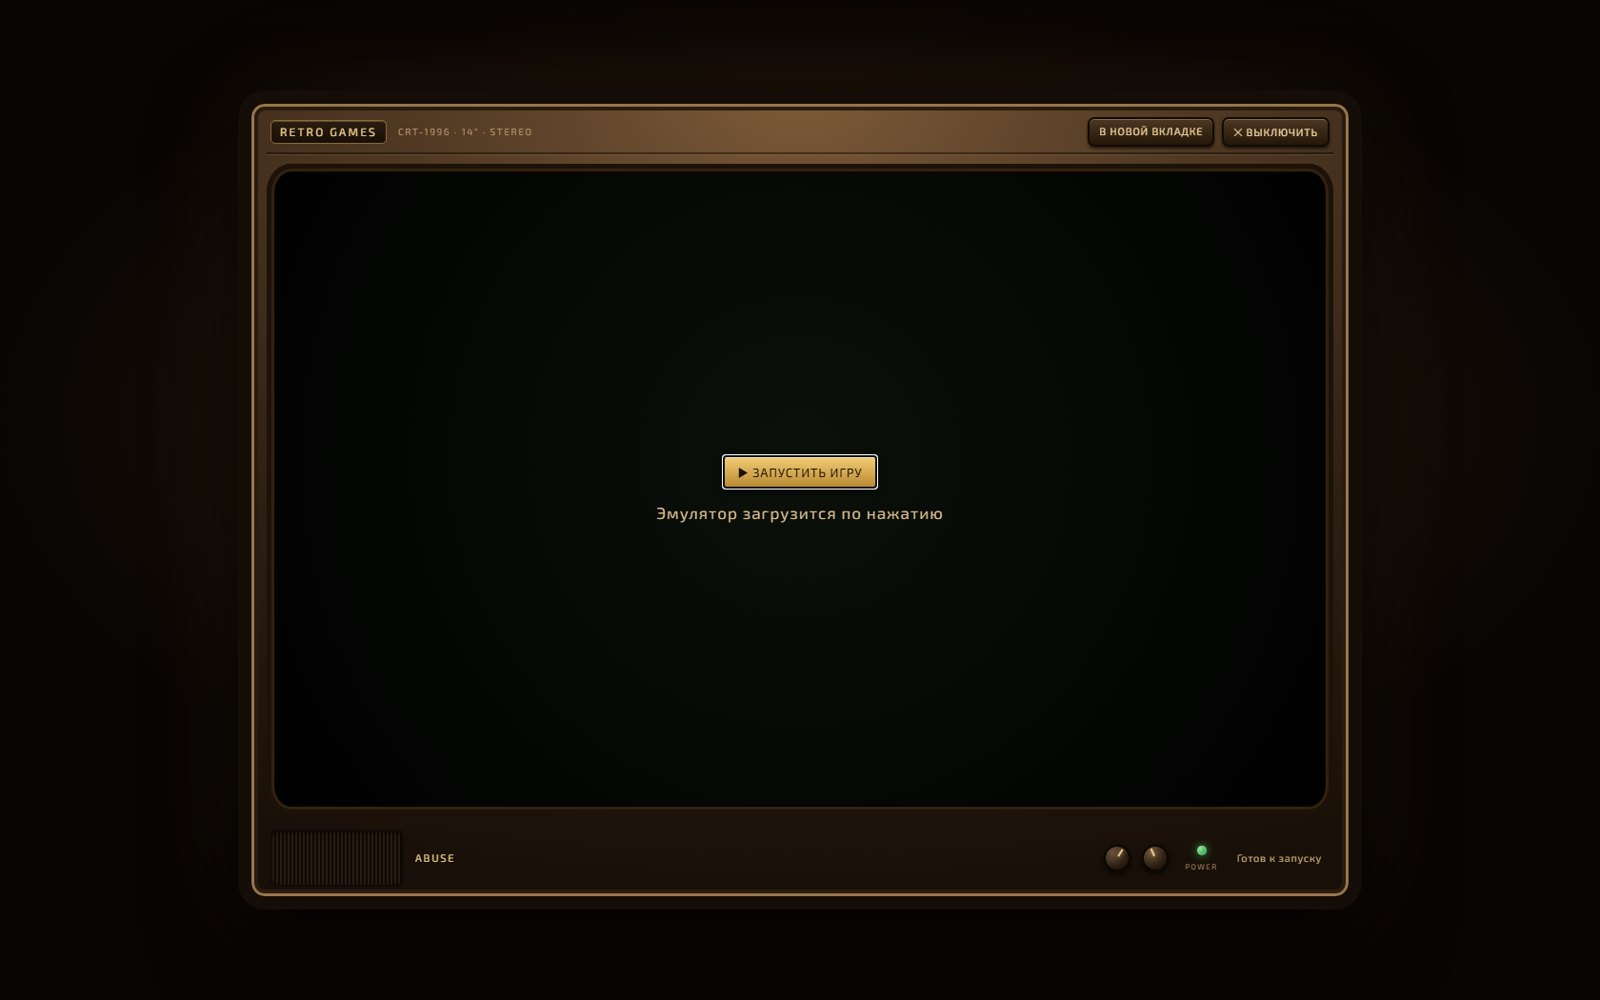 RETRO GAMES
CRT-1996 · 14" · STEREO
В НОВОЙ ВКЛАДКЕ
✕ ВЫКЛЮЧИТЬ
▶ ЗАПУСТИТЬ ИГРУ
Эмулятор загрузится по нажатию
ABUSE
POWER
Готов к запуску